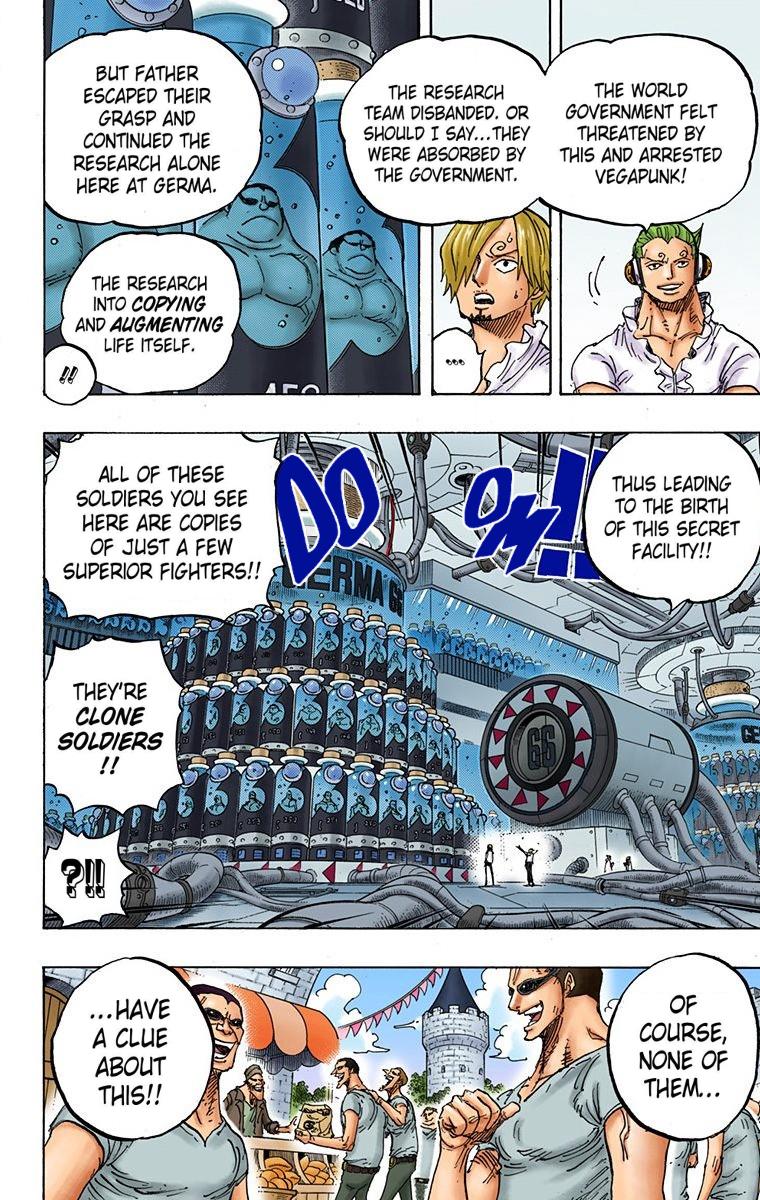 THE WORLD
GOVERNMENT FELT
THREATENED BY
THIS AND ARRESTED
VEGAPUNK!
THE RESEARCH
TEAM DISBANDED. OR
SHOULD I SAY...THEY
WERE ABSORBED BY
THE GOVERNMENT.
...
BUT FATHER
ESCAPED THEIR
GRASP AND
CONTINUED THE
RESEARCH ALONE
HERE AT GERMA.
THE RESEARCH
INTO COPYING
AND AUGMENTING
LIFE ITSELF.
!!
THUS LEADING
TO THE BIRTH
OF THIS SECRET
FACILITY!!
DOOM!!
GERMA 66
66
GE
ALL OF THESE
SOLDIERS YOU SEE
HERE ARE COPIES
OF JUST A FEW
SUPERIOR FIGHTERS!!
THEY'RE
CLONE
SOLDIERS
!!
?!!
OF
COURSE,
NONE OF
THEM...
...HAVE
A CLUE
ABOUT
THIS!!